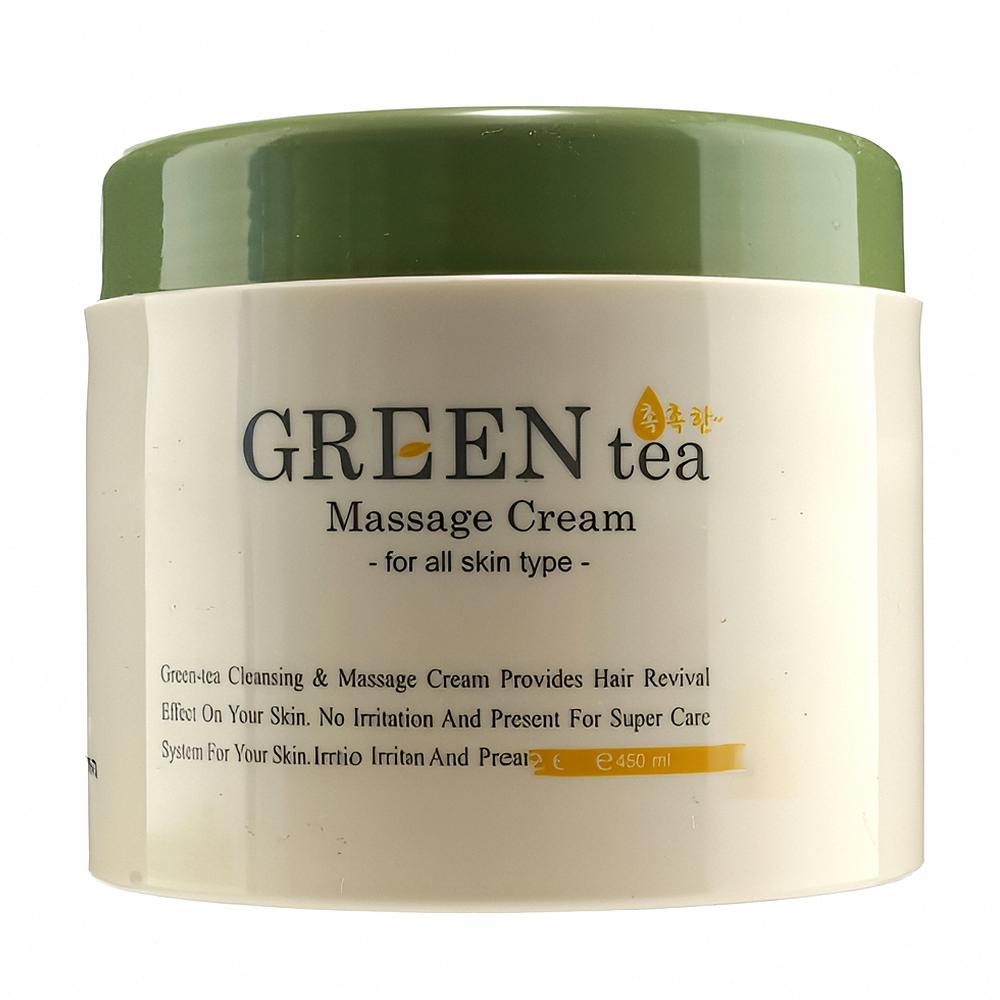 GREEN tea
촉촉한~
Massage Cream
- for all skin type -
Green-tea Cleansing & Massage Cream Provides Hair Revival
Effect On Your Skin. No Irritation And Present For Super Care
System For Your Skin. Irrtio Irritan And Prear
℮450 ml